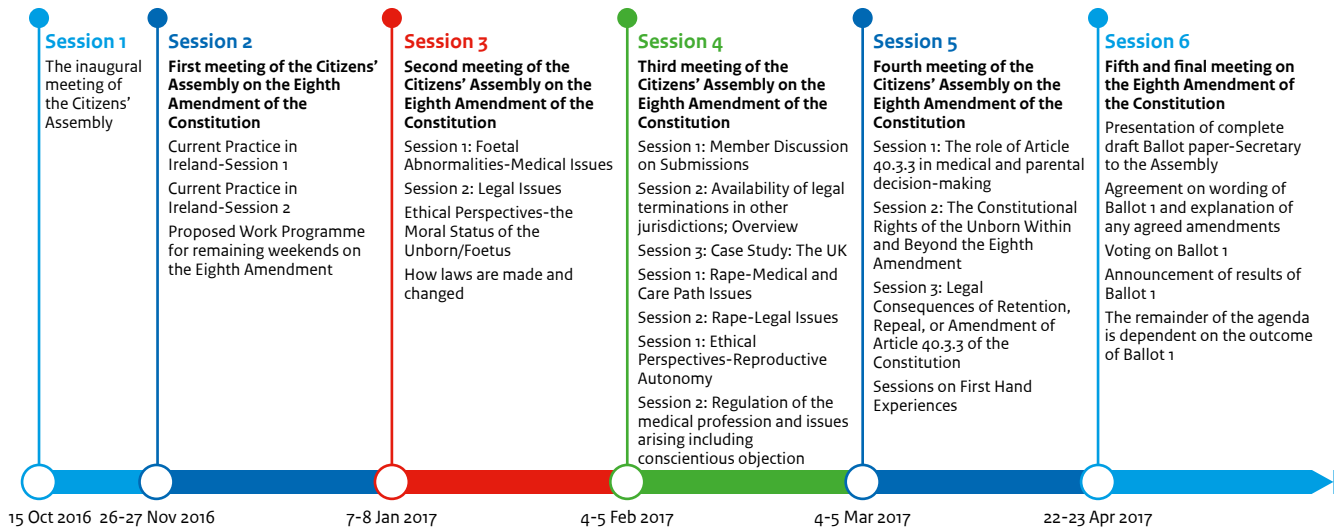 Session 1
The inaugural
meeting of
the Citizens'
Assembly
Session 2
First meeting of the Citizens'
Assembly on the Eighth
Amendment of the
Constitution
Current Practice in
Ireland-Session 1
Current Practice in
Ireland-Session 2
Proposed Work Programme
for remaining weekends on
the Eighth Amendment
Session 3
Second meeting of the
Citizens' Assembly on the
Eighth Amendment of the
Constitution
Session 1: Foetal
Abnormalities-Medical Issues
Session 2: Legal Issues
Ethical Perspectives-the
Moral Status of the
Unborn/Foetus
How laws are made and
changed
Session 4
Third meeting of the
Citizens' Assembly on the
Eighth Amendment of the
Constitution
Session 1: Member Discussion
on Submissions
Session 2: Availability of legal
terminations in other
jurisdictions; Overview
Session 3: Case Study: The UK
Session 1: Rape-Medical and
Care Path Issues
Session 2: Rape-Legal Issues
Session 1: Ethical
Perspectives-Reproductive
Autonomy
Session 2: Regulation of the
medical profession and issues
arising including
conscientious objection
Session 5
Fourth meeting of the
Citizens' Assembly on the
Eighth Amendment of the
Constitution
Session 1: The role of Article
40.3.3 in medical and parental
decision-making
Session 2: The Constitutional
Rights of the Unborn Within
and Beyond the Eighth
Amendment
Session 3: Legal
Consequences of Retention,
Repeal, or Amendment of
Article 40.3.3 of the
Constitution
Sessions on First Hand
Experiences
Session 6
Fifth and final meeting on
the Eighth Amendment of
the Constitution
Presentation of complete
draft Ballot paper-Secretary
to the Assembly
Agreement on wording of
Ballot 1 and explanation of
any agreed amendments
Voting on Ballot 1
Announcement of results of
Ballot 1
The remainder of the agenda
is dependent on the outcome
of Ballot 1
15 Oct 2016
26-27 Nov 2016
7-8 Jan 2017
4-5 Feb 2017
4-5 Mar 2017
22-23 Apr 2017